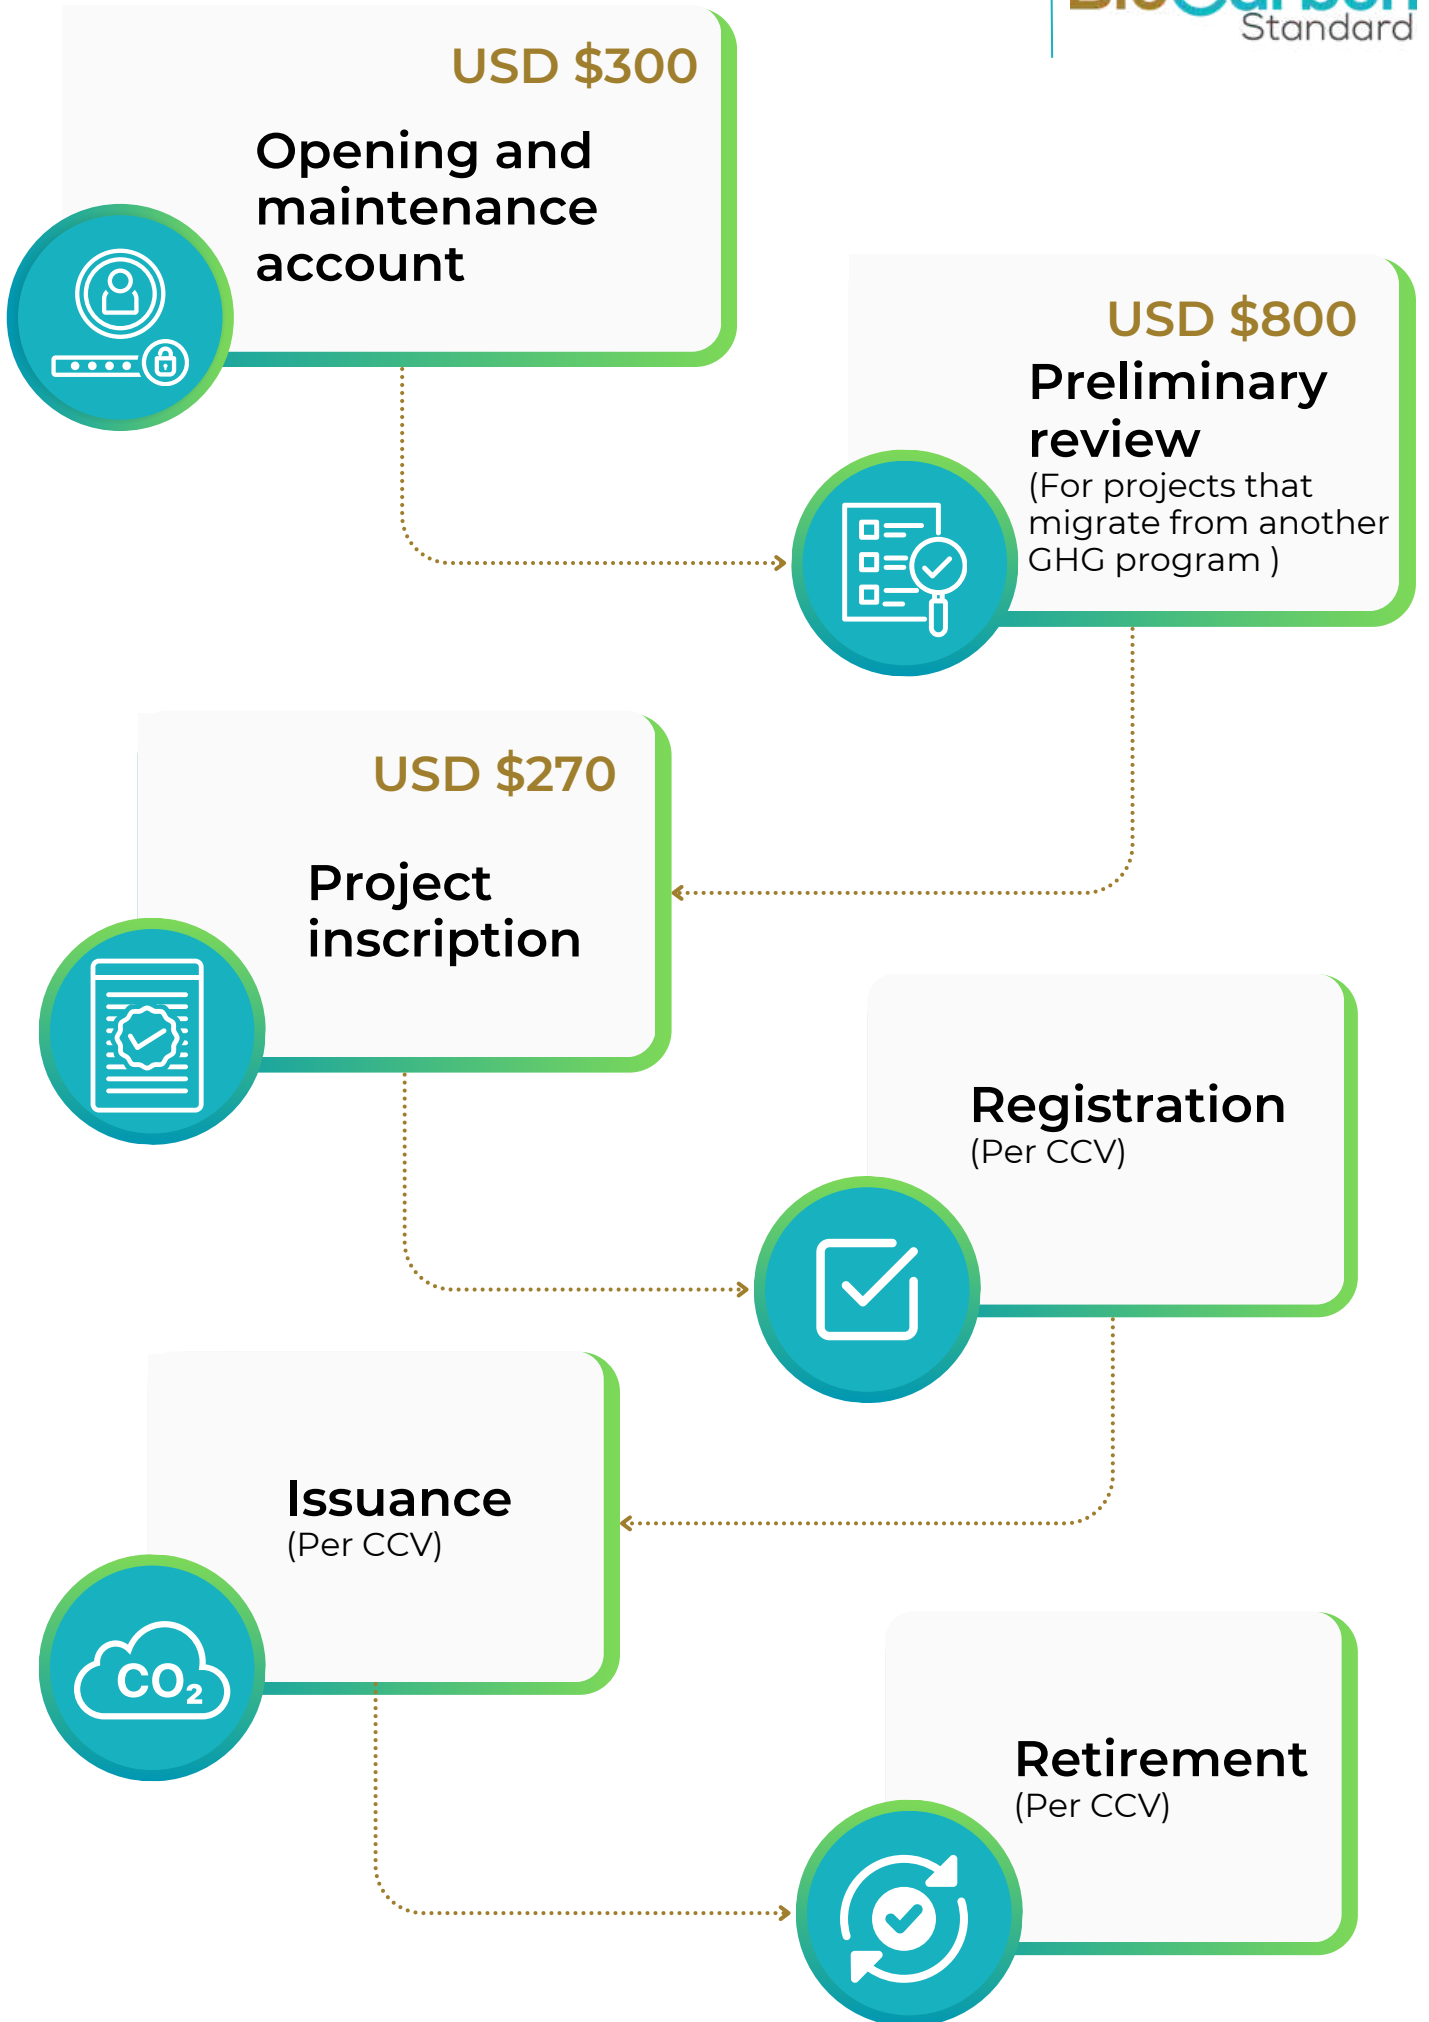 Standard
USD $300
Opening and
maintenance
account
USD $800
Preliminary
review
(For projects that
migrate from another
GHG program )
USD $270
Project
inscription
Registration
(Per CCV)
Issuance
(Per CCV)
CO₂
Retirement
(Per CCV)